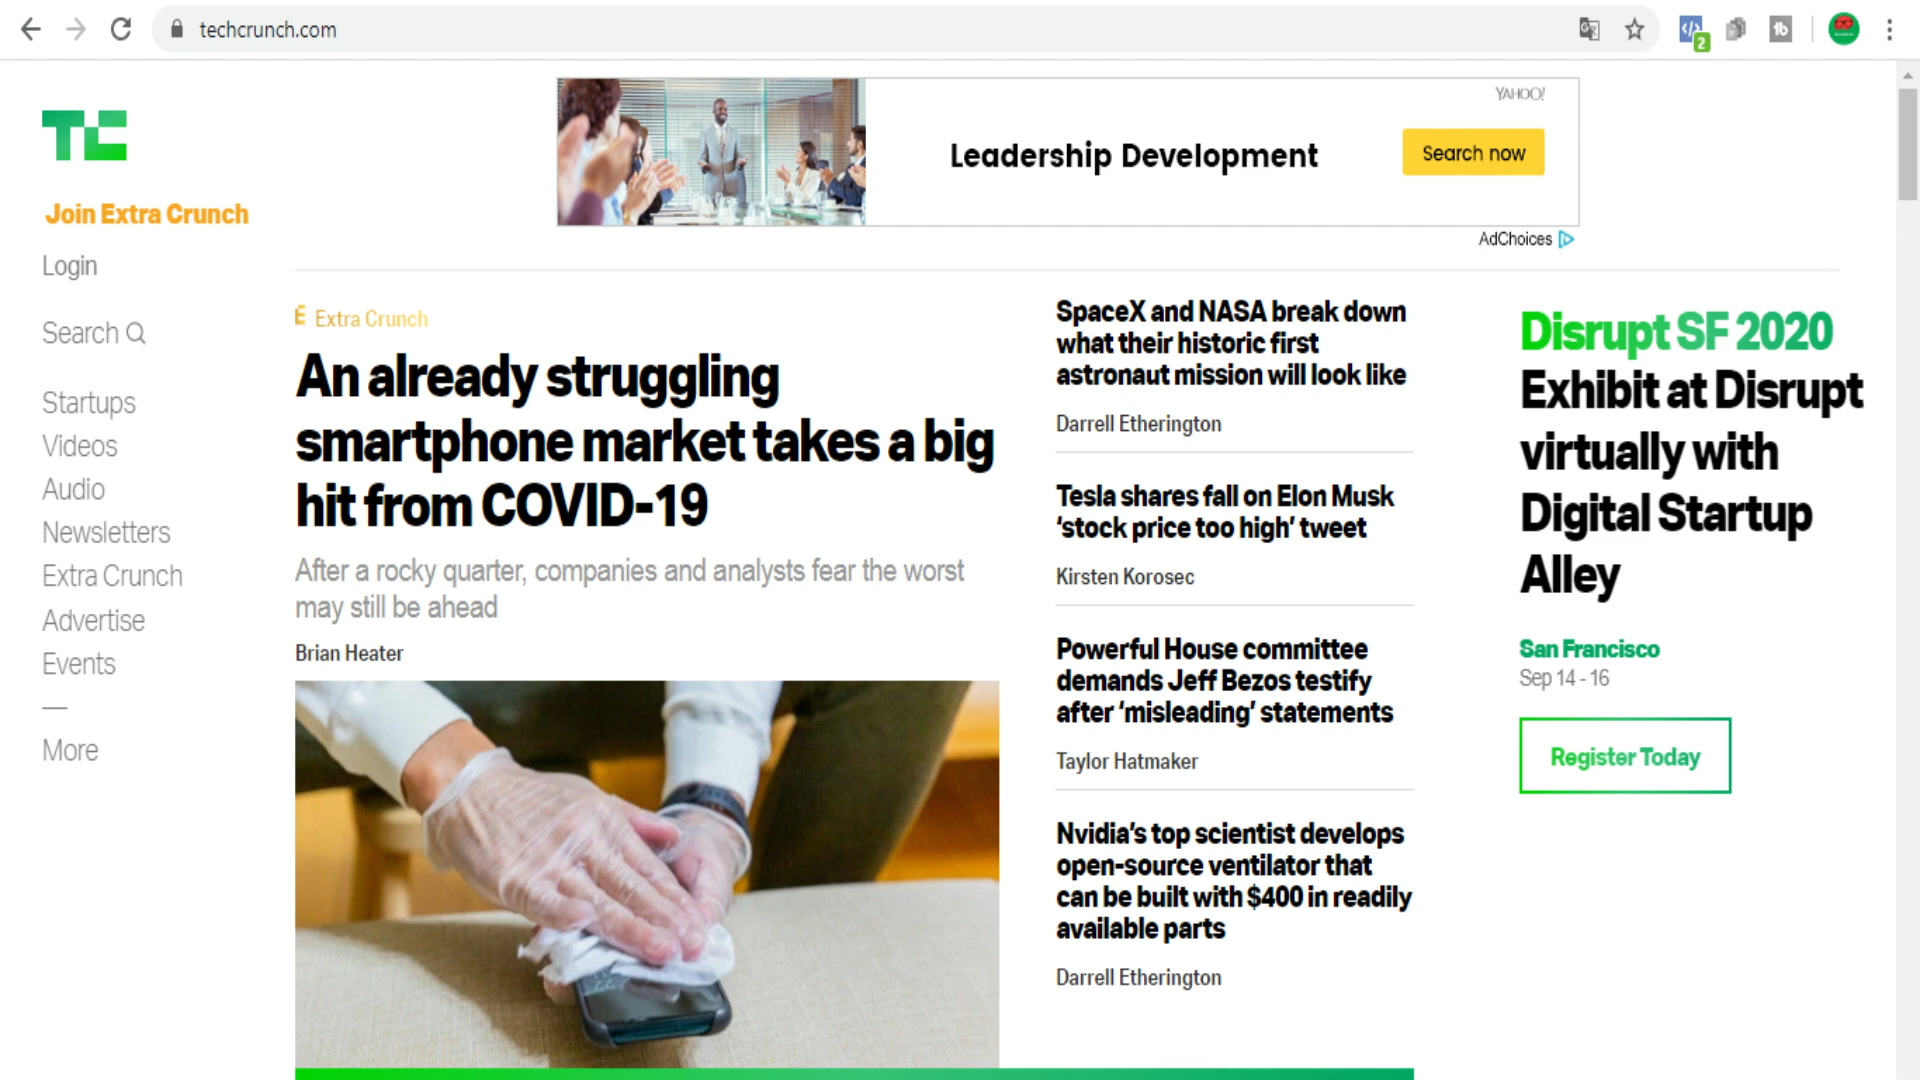 techcrunch.com
2
TC
Join Extra Crunch
Login
Search
Startups
Videos
Audio
Newsletters
Extra Crunch
Advertise
Events
—
More
YAHOO!
Leadership Development
Search now
AdChoices
Extra Crunch
An already struggling
smartphone market takes a big
hit from COVID-19
After a rocky quarter, companies and analysts fear the worst
may still be ahead
Brian Heater
SpaceX and NASA break down
what their historic first
astronaut mission will look like
Darrell Etherington
Tesla shares fall on Elon Musk
‘stock price too high’ tweet
Kirsten Korosec
Powerful House committee
demands Jeff Bezos testify
after ‘misleading’ statements
Taylor Hatmaker
Nvidia’s top scientist develops
open-source ventilator that
can be built with $400 in readily
available parts
Darrell Etherington
Disrupt SF 2020
Exhibit at Disrupt
virtually with
Digital Startup
Alley
San Francisco
Sep 14 - 16
Register Today